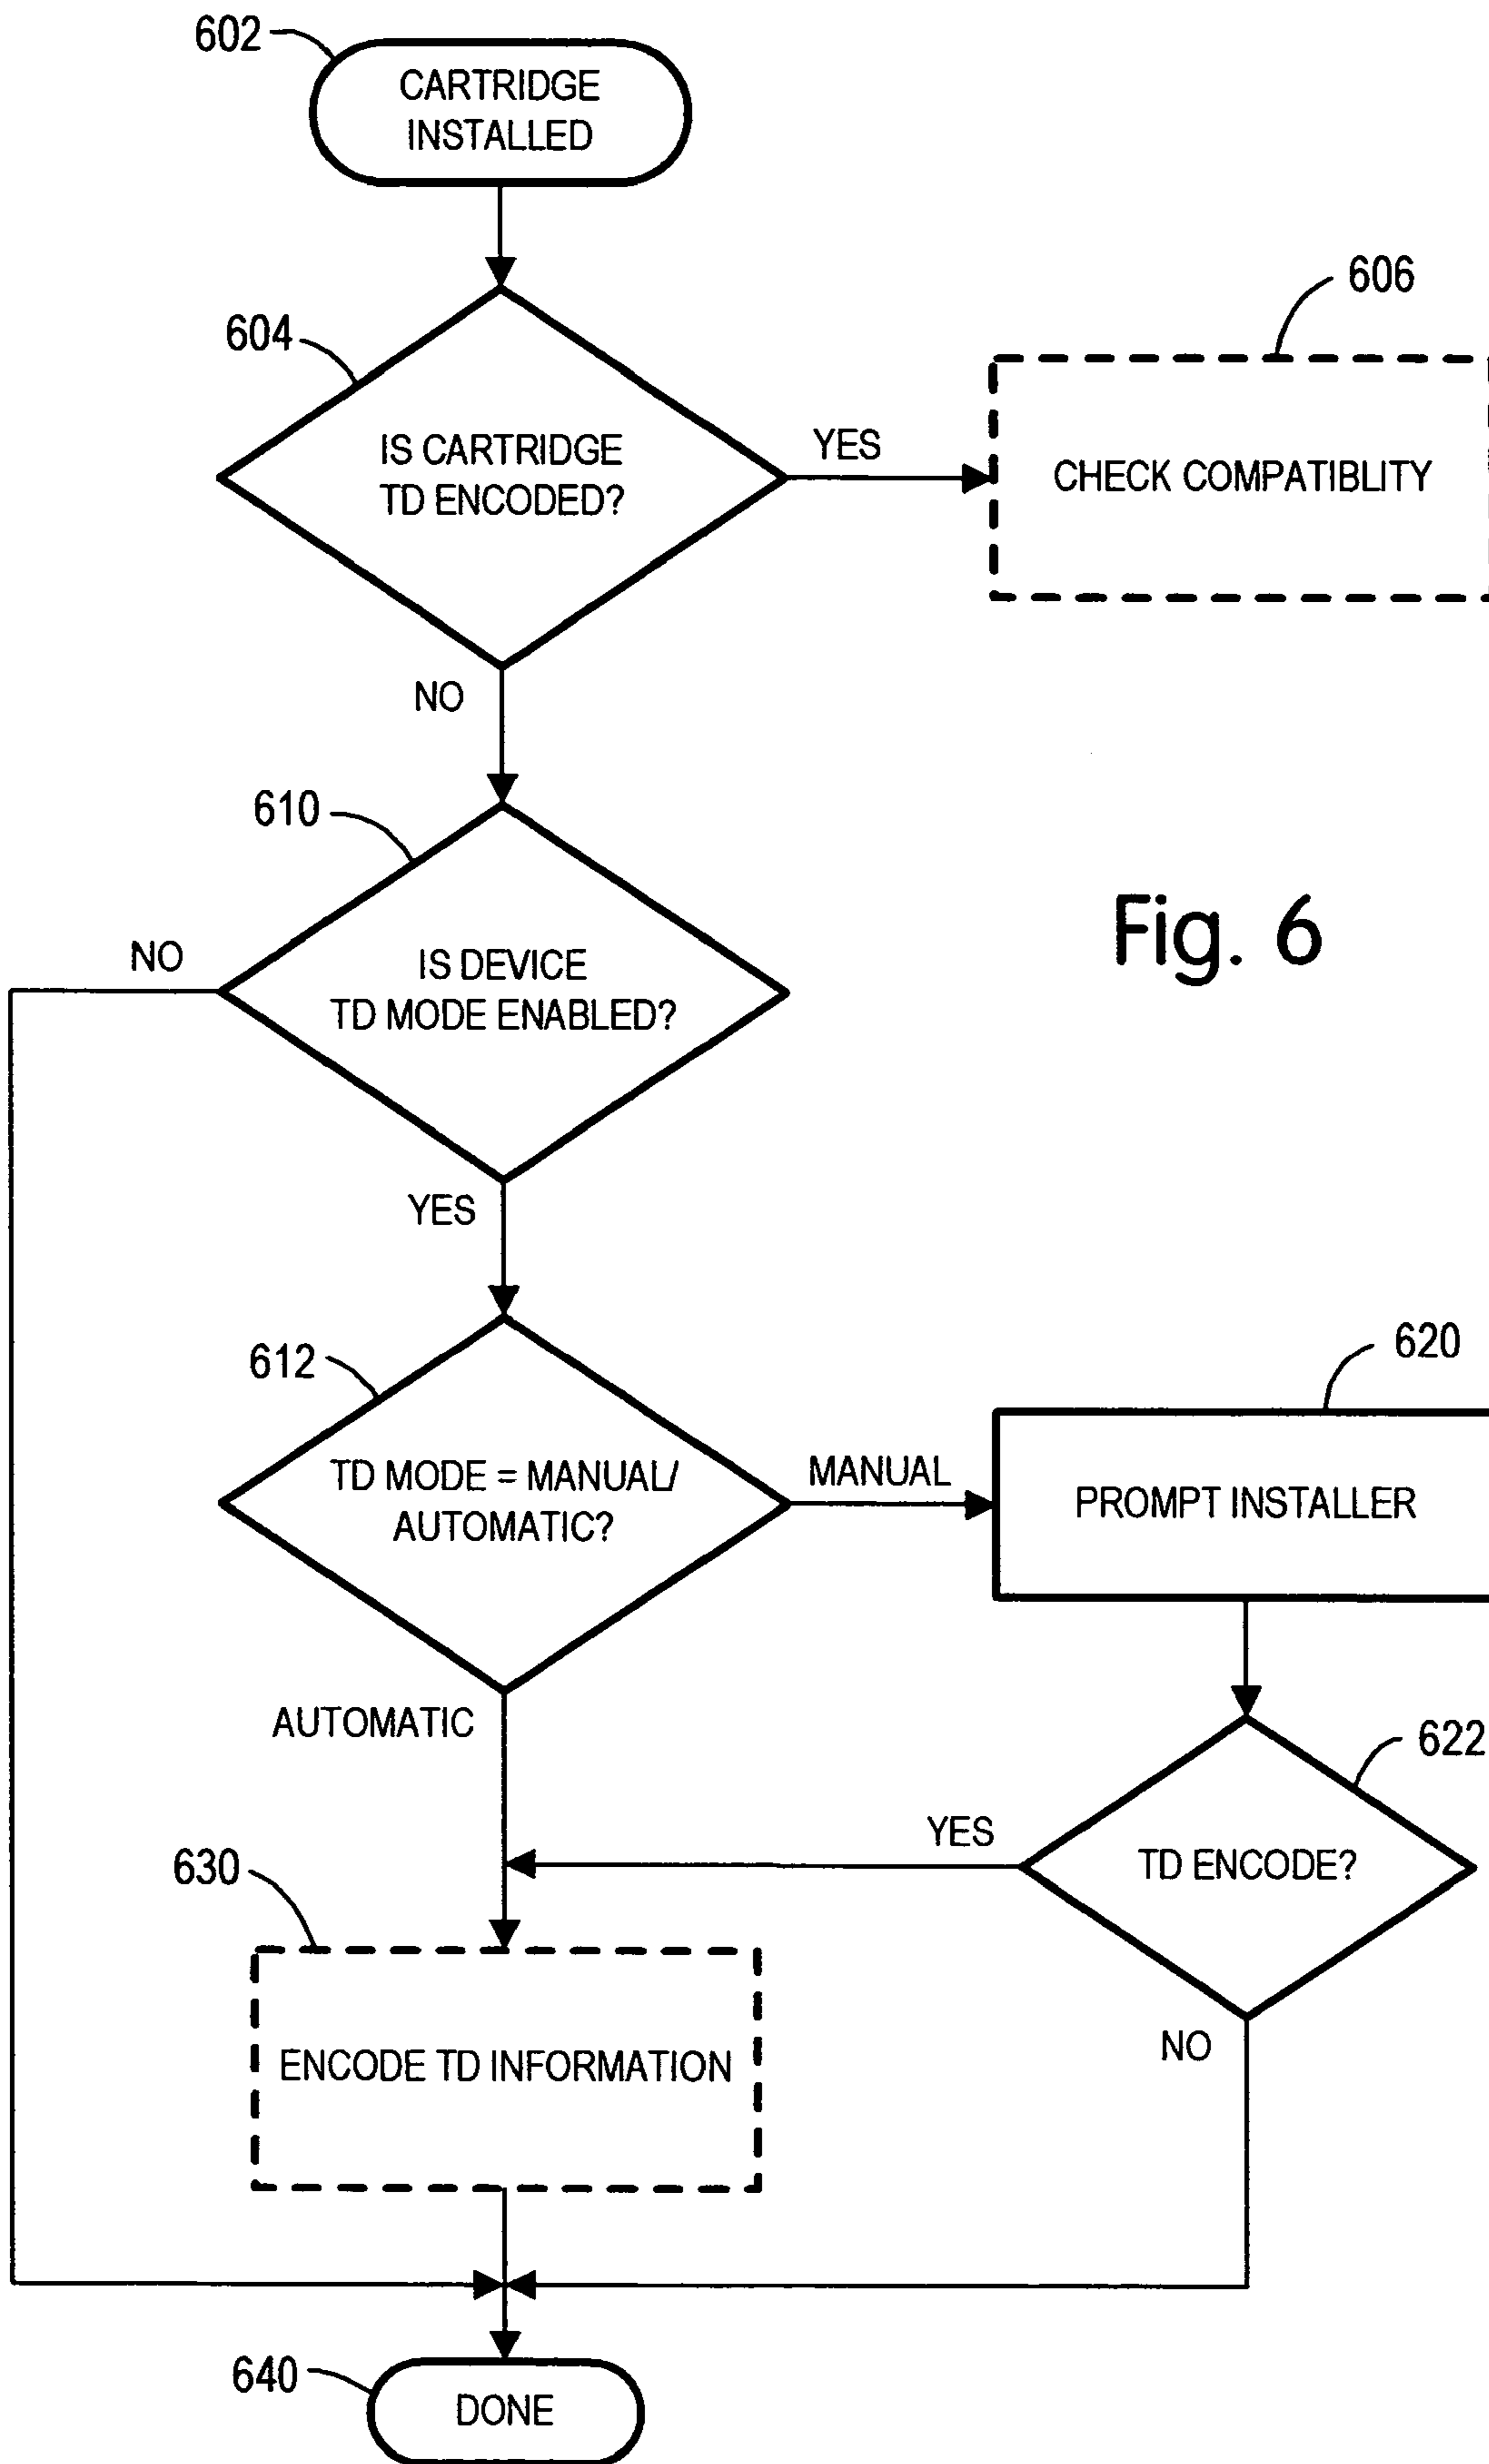 602
CARTRIDGE
INSTALLED
604
IS CARTRIDGE
TD ENCODED?
YES
606
CHECK COMPATIBLITY
NO
610
NO
IS DEVICE
TD MODE ENABLED?
Fig. 6
YES
612
TD MODE = MANUAL/
AUTOMATIC?
MANUAL
620
PROMPT INSTALLER
AUTOMATIC
622
YES
TD ENCODE?
630
ENCODE TD INFORMATION
NO
640
DONE